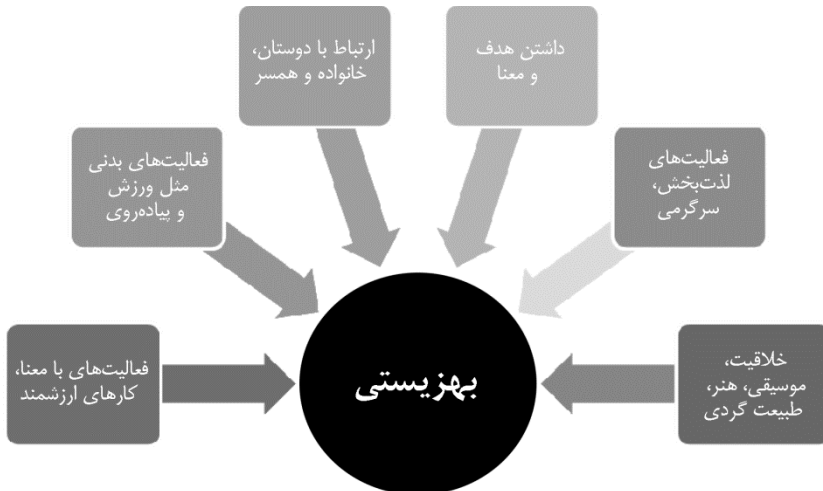 داشتن هدف
و معنا
ارتباط با دوستان،
خانواده و همسر
فعالیت‌های
لذت‌بخش،
سرگرمی
فعالیت‌های بدنی
مثل ورزش
و پیاده‌روی
خلاقیت،
موسیقی، هنر،
طبیعت گردی
فعالیت‌های با معنا،
کارهای ارزشمند
بهزیستی